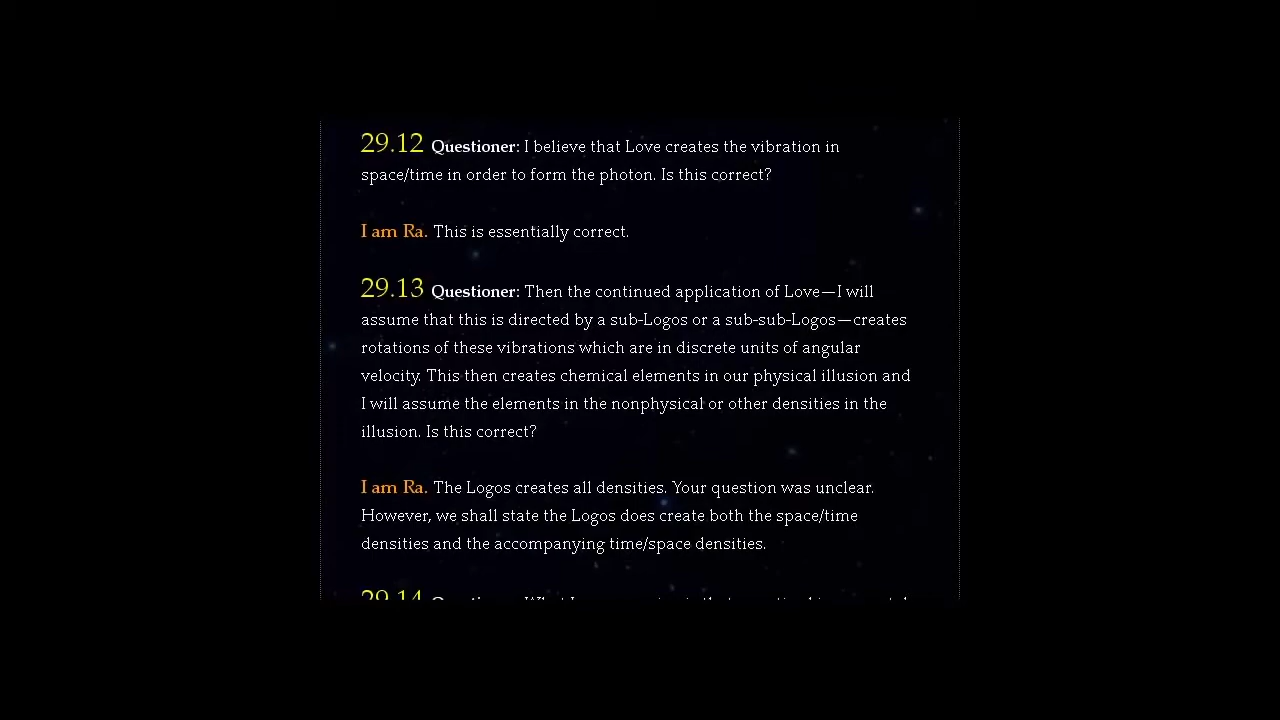 29.12 Questioner: I believe that Love creates the vibration in
space/time in order to form the photon. Is this correct?
I am Ra. This is essentially correct.
29.13 Questioner: Then the continued application of Love—I will
assume that this is directed by a sub-Logos or a sub-sub-Logos—creates
rotations of these vibrations which are in discrete units of angular
velocity. This then creates chemical elements in our physical illusion and
I will assume the elements in the nonphysical or other densities in the
illusion. Is this correct?
I am Ra. The Logos creates all densities. Your question was unclear.
However, we shall state the Logos does create both the space/time
densities and the accompanying time/space densities.
29.14